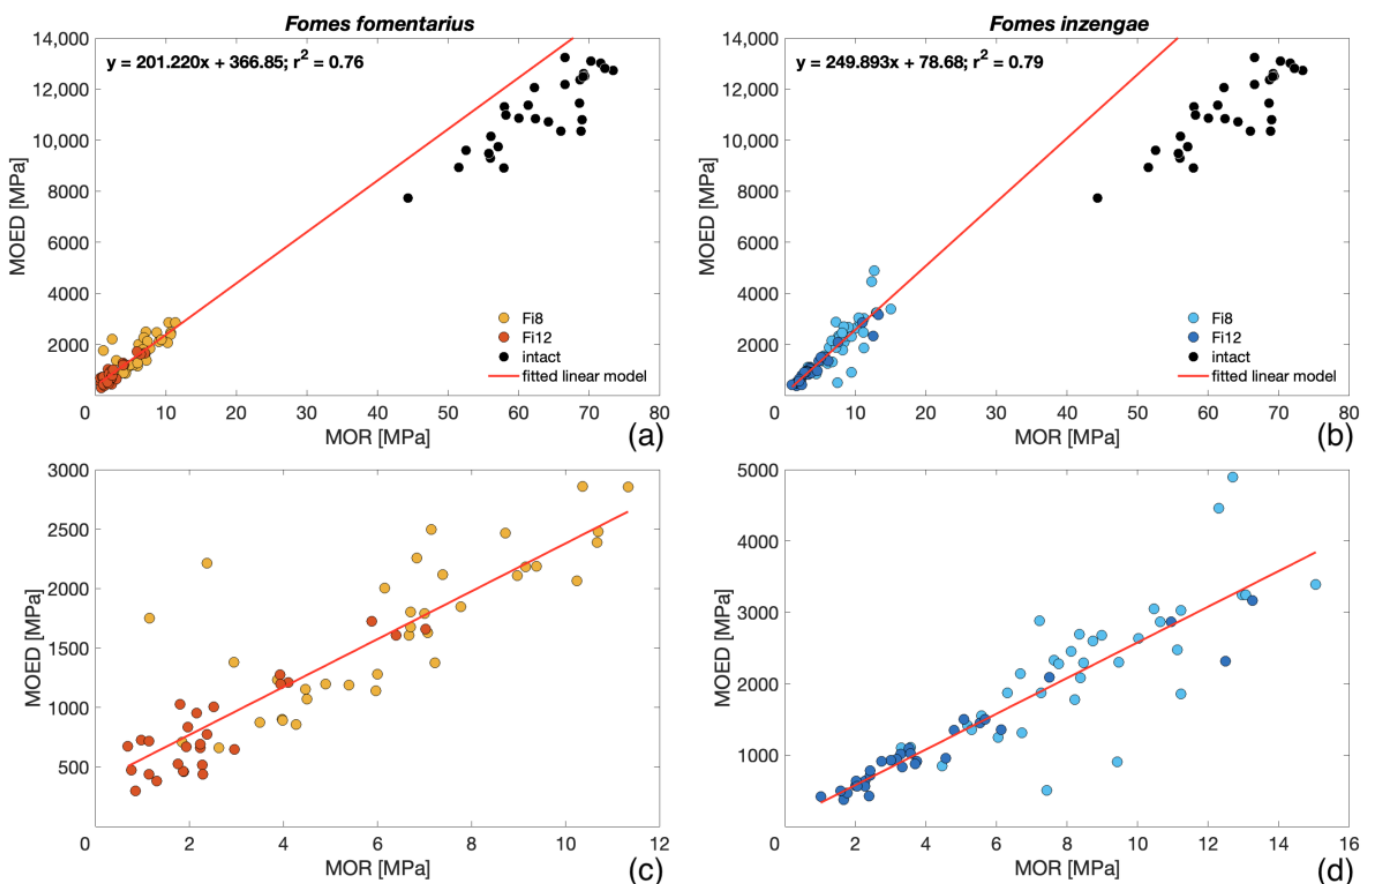 Fomes fomentarius
14,000
12,000
10,000
8000
6000
4000
2000
0
10
20
30
40
50
60
70
80
MOED [MPa]
MOR [MPa]
y = 201.220x + 366.85; r² = 0.76
Fi8
Fi12
intact
fitted linear model
(a)
Fomes inzengae
14,000
12,000
10,000
8000
6000
4000
2000
0
10
20
30
40
50
60
70
80
MOED [MPa]
MOR [MPa]
y = 249.893x + 78.68; r² = 0.79
Fi8
Fi12
intact
fitted linear model
(b)
3000
2500
2000
1500
1000
500
0
2
4
6
8
10
12
MOED [MPa]
MOR [MPa]
(c)
5000
4000
3000
2000
1000
0
2
4
6
8
10
12
14
16
MOED [MPa]
MOR [MPa]
(d)